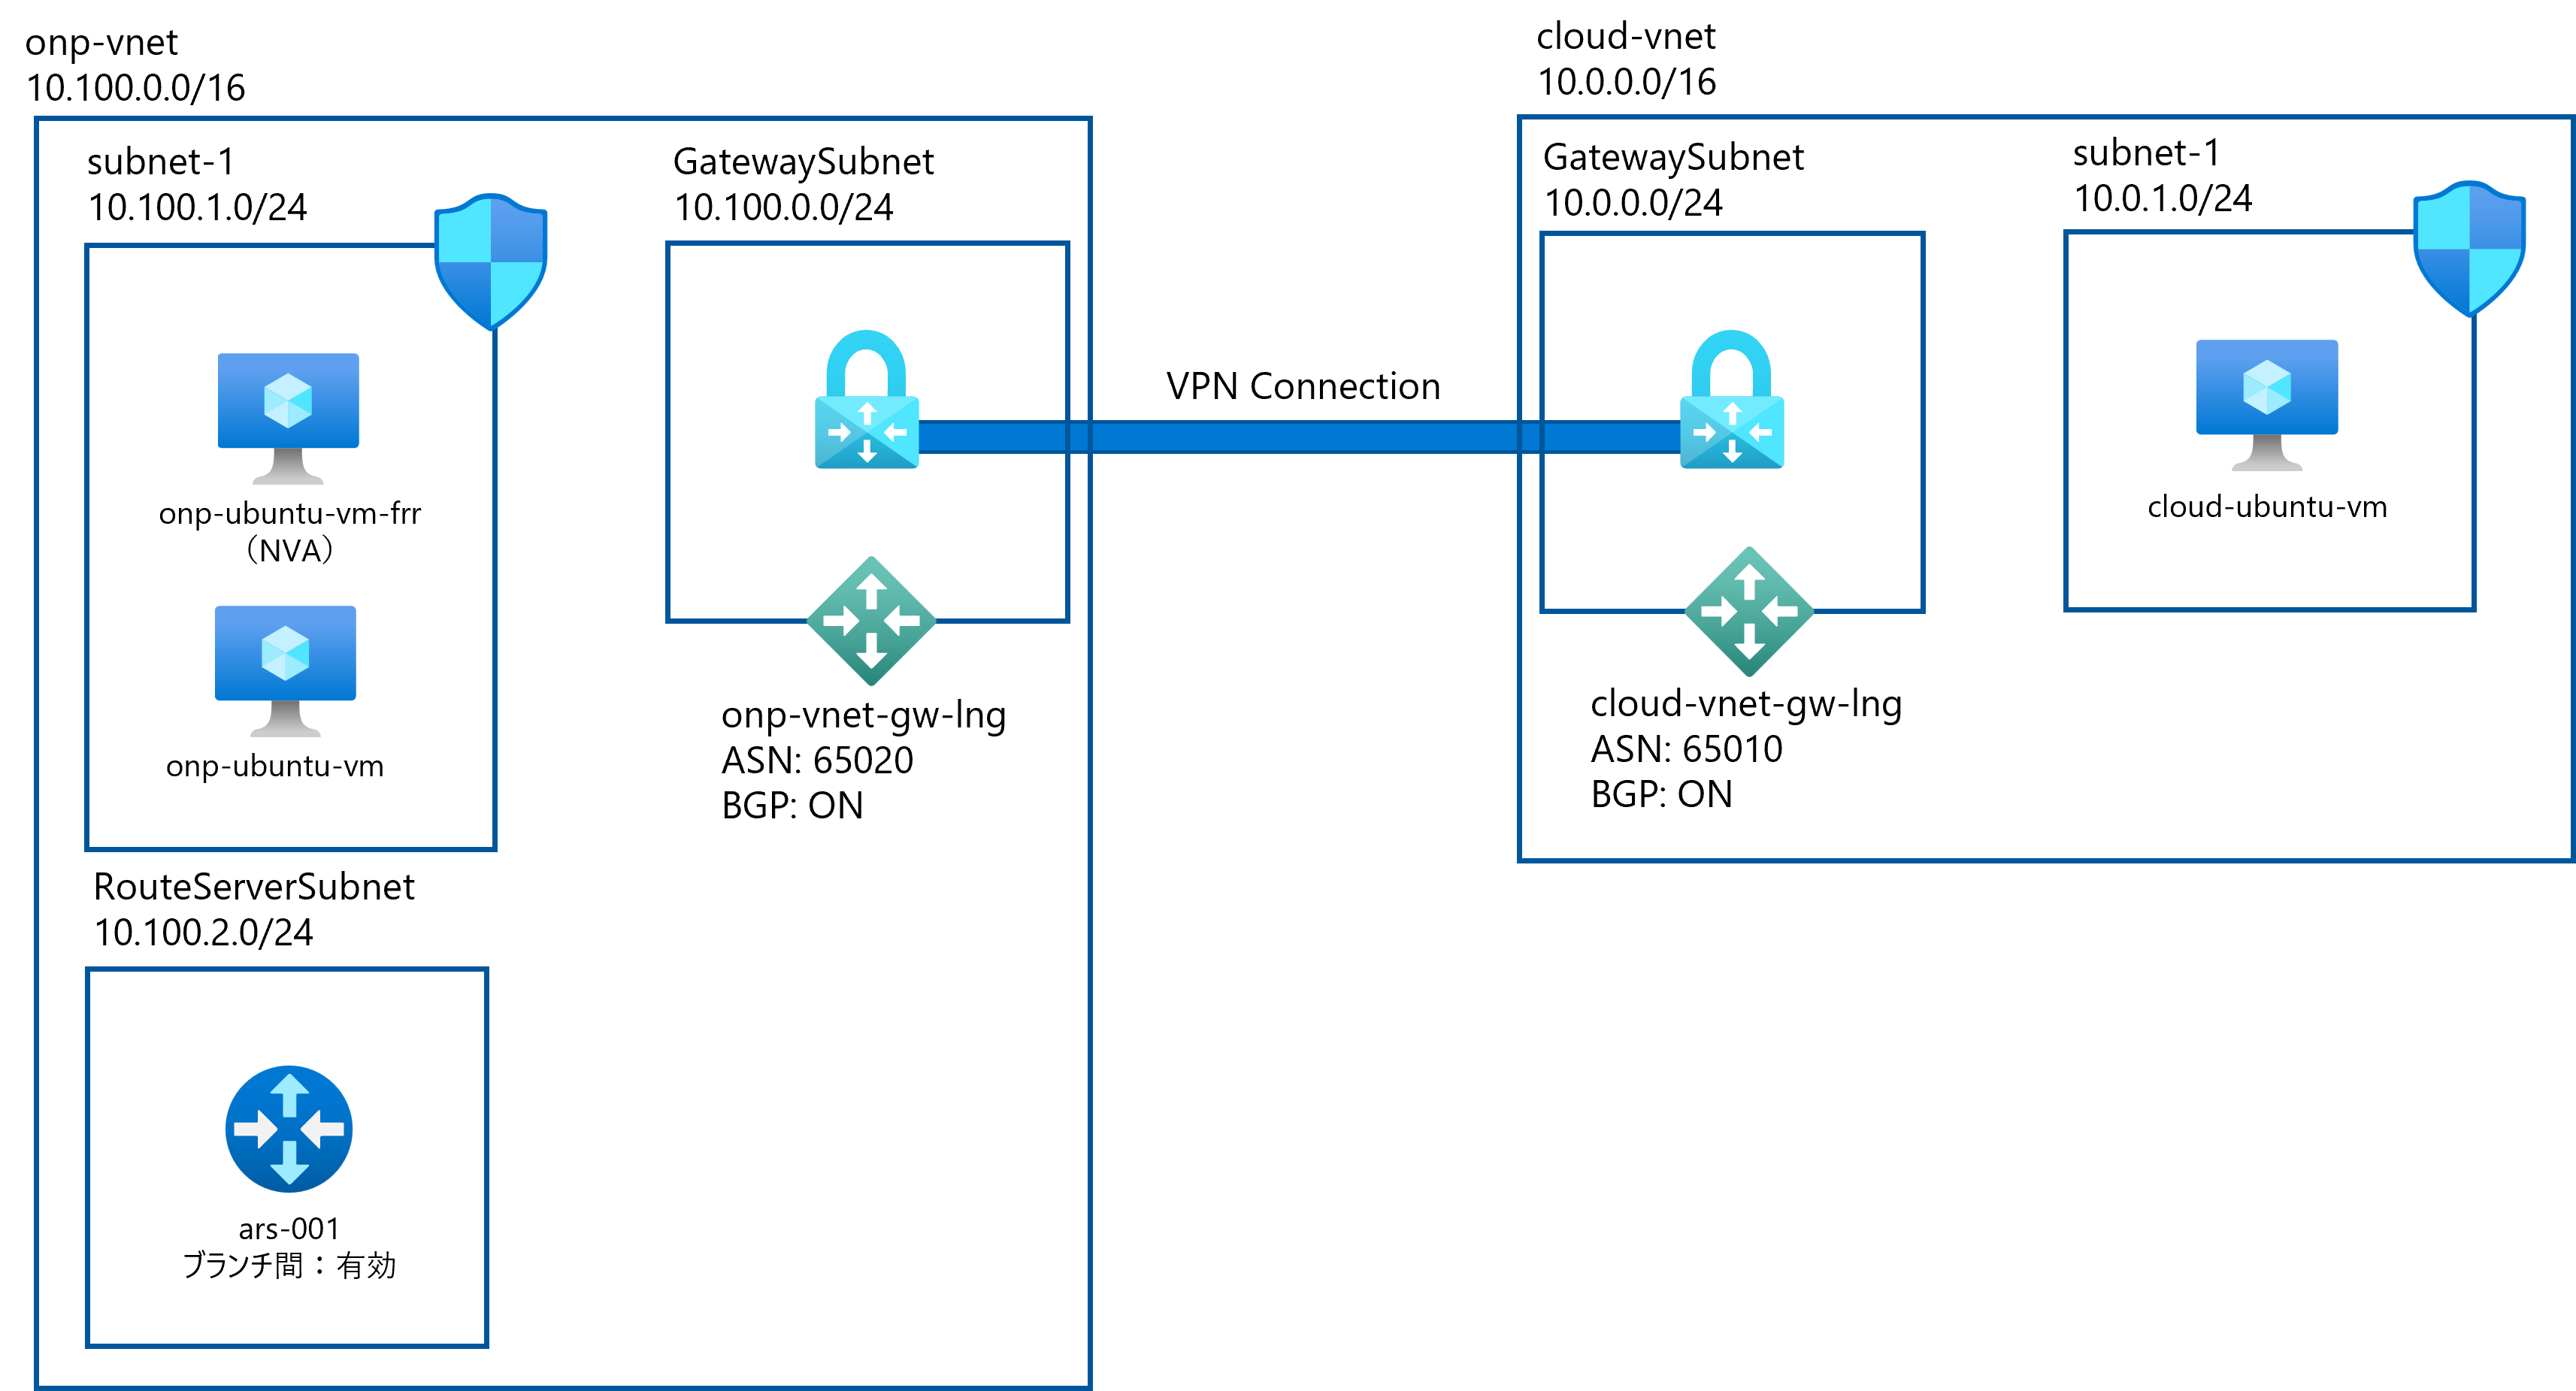 onp-vnet
10.100.0.0/16
subnet-1
10.100.1.0/24
onp-ubuntu-vm-frr
（NVA）
onp-ubuntu-vm
RouteServerSubnet
10.100.2.0/24
ars-001
ブランチ間：有効
GatewaySubnet
10.100.0.0/24
onp-vnet-gw-lng
ASN: 65020
BGP: ON
VPN Connection
cloud-vnet
10.0.0.0/16
GatewaySubnet
10.0.0.0/24
cloud-vnet-gw-lng
ASN: 65010
BGP: ON
subnet-1
10.0.1.0/24
cloud-ubuntu-vm